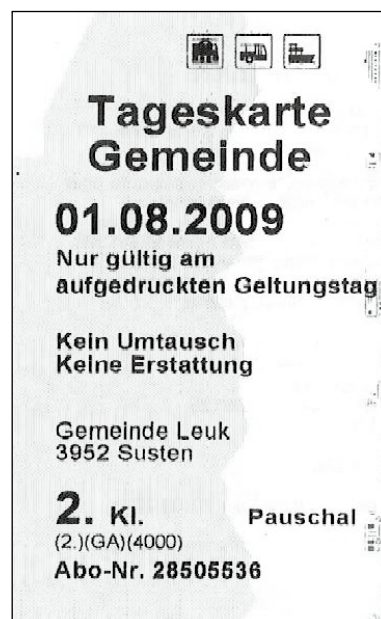 Tageskarte
Gemeinde
01.08.2009
Nur gültig am
aufgedruckten Geltungstag
Kein Umtausch
Keine Erstattung
Gemeinde Leuk
3952 Susten
2. Kl. Pauschal
(2.)(GA)(4000)
Abo-Nr. 28505536